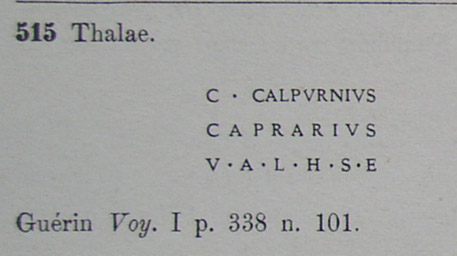 515 Thalae.
C · CALPVRNIVS
CAPRARIVS
V · A · L · H · S · E
Guérin Voy. I p. 338 n. 101.